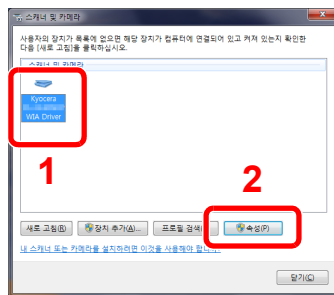 스캐너 및 카메라
사용자의 장치가 목록에 없으면 해당 장치가 컴퓨터에 연결되어 있고 켜져 있는지 확인한
다음 [새로 고침]을 클릭하십시오.
스캐너 및 카메라
Kyocera
WIA Driver
1
2
새로 고침(R) 장치 추가(A)... 프로필 검색 속성(P)
내 스캐너 또는 카메라를 설치하려면 이것을 사용해야 합니다.
닫기(C)